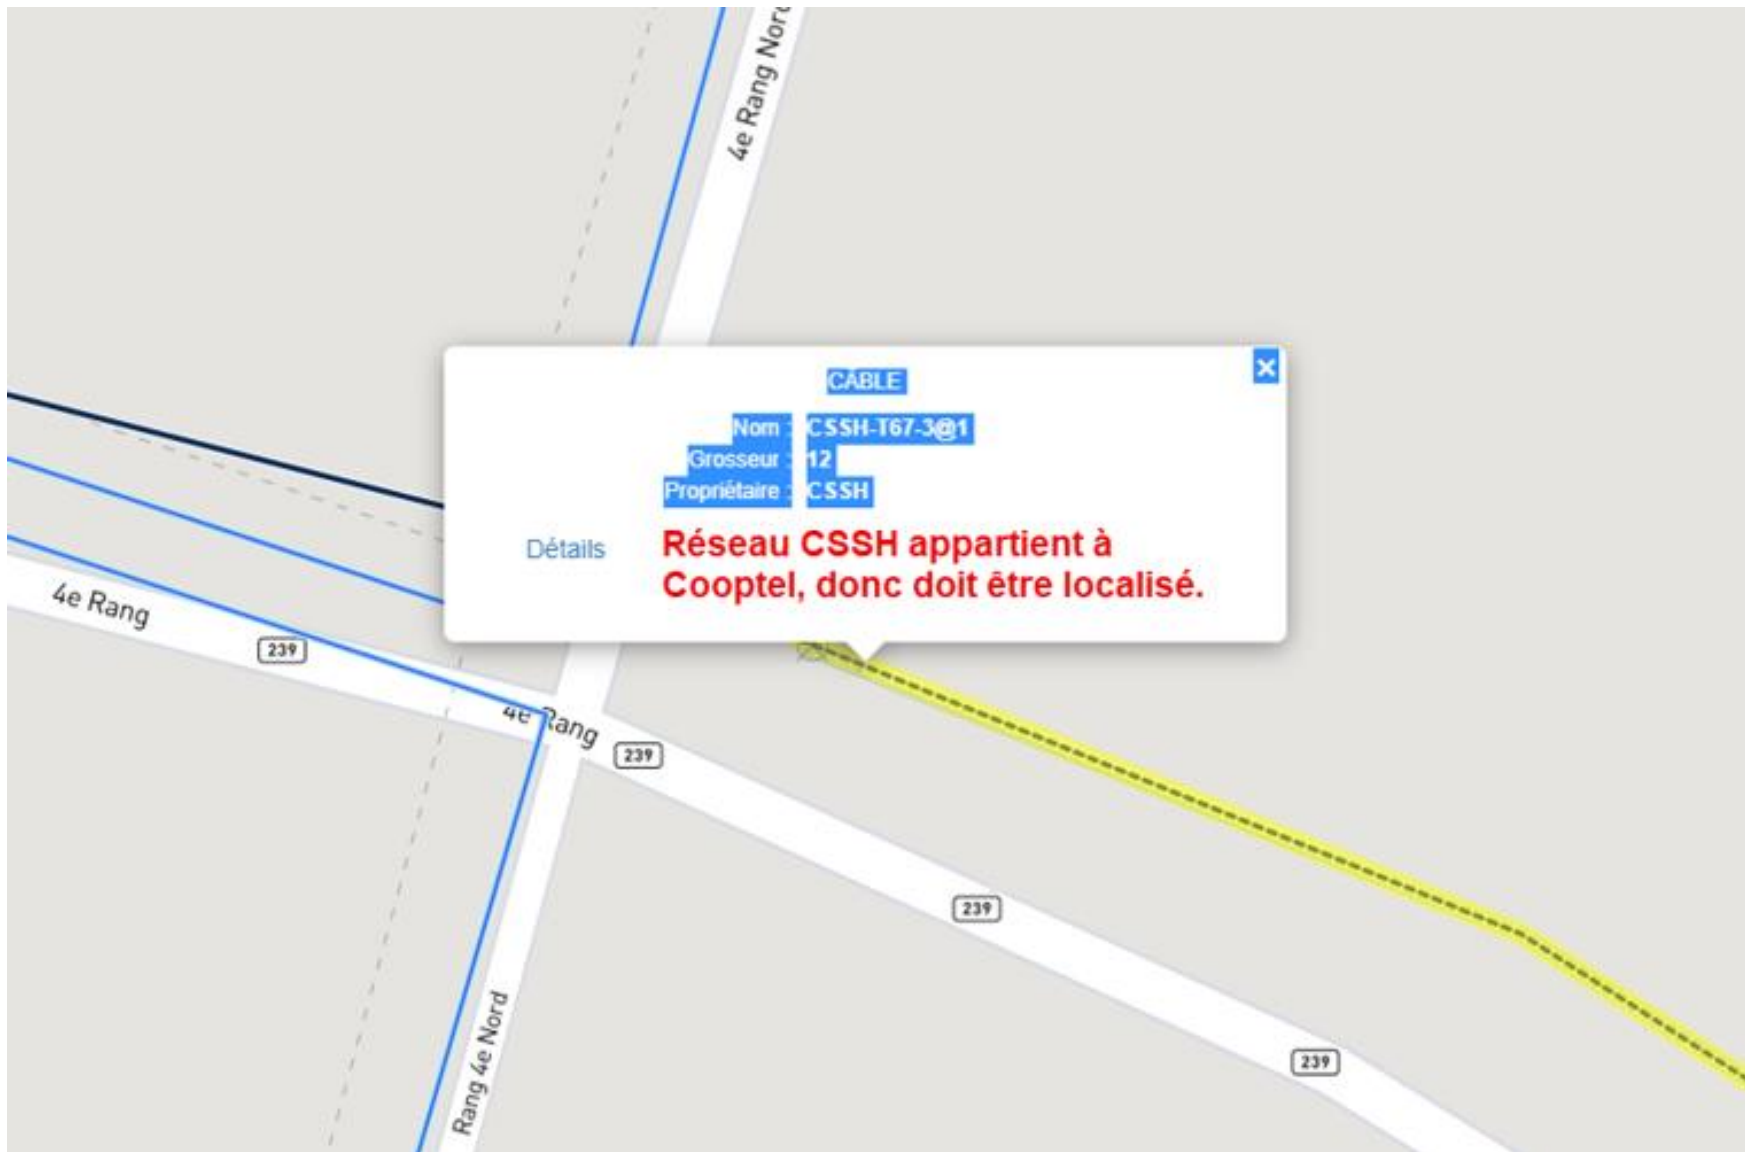 4e Rang Nord
CÂBLE
×
Nom : CSSH-T67-3@1
Grosseur : 12
Propriétaire : CSSH
Détails
Réseau CSSH appartient à
Cooptel, donc doit être localisé.
4e Rang
239
4e Rang
239
239
Rang 4e Nord
239